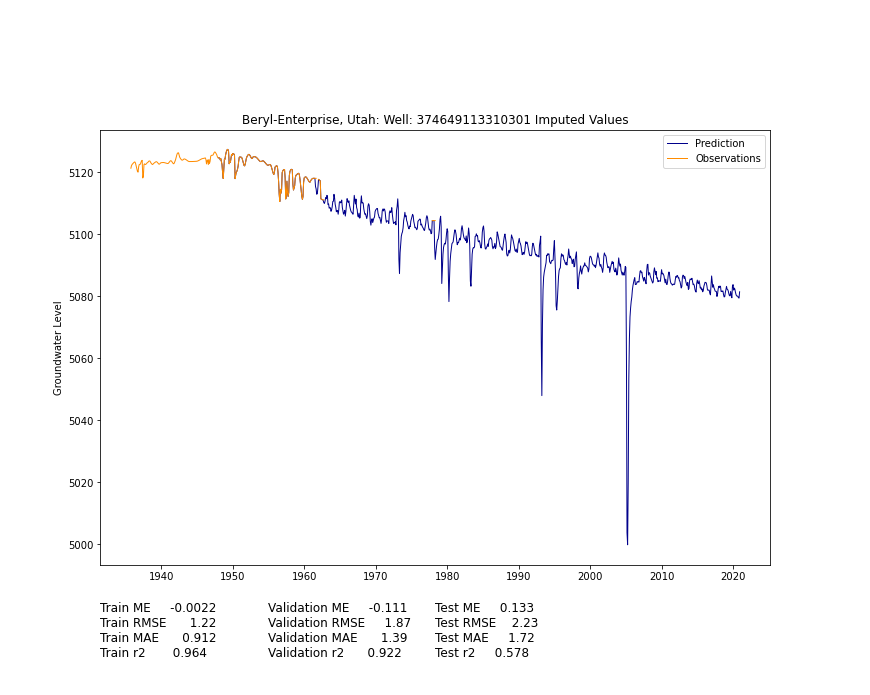 Beryl-Enterprise, Utah: Well: 374649113310301 Imputed Values
Prediction
Observations
Groundwater Level
5120
5100
5080
5060
5040
5020
5000
1940 1950 1960 1970 1980 1990 2000 2010 2020
Train ME -0.0022 Validation ME -0.111 Test ME 0.133
Train RMSE 1.22 Validation RMSE 1.87 Test RMSE 2.23
Train MAE 0.912 Validation MAE 1.39 Test MAE 1.72
Train r2 0.964 Validation r2 0.922 Test r2 0.578